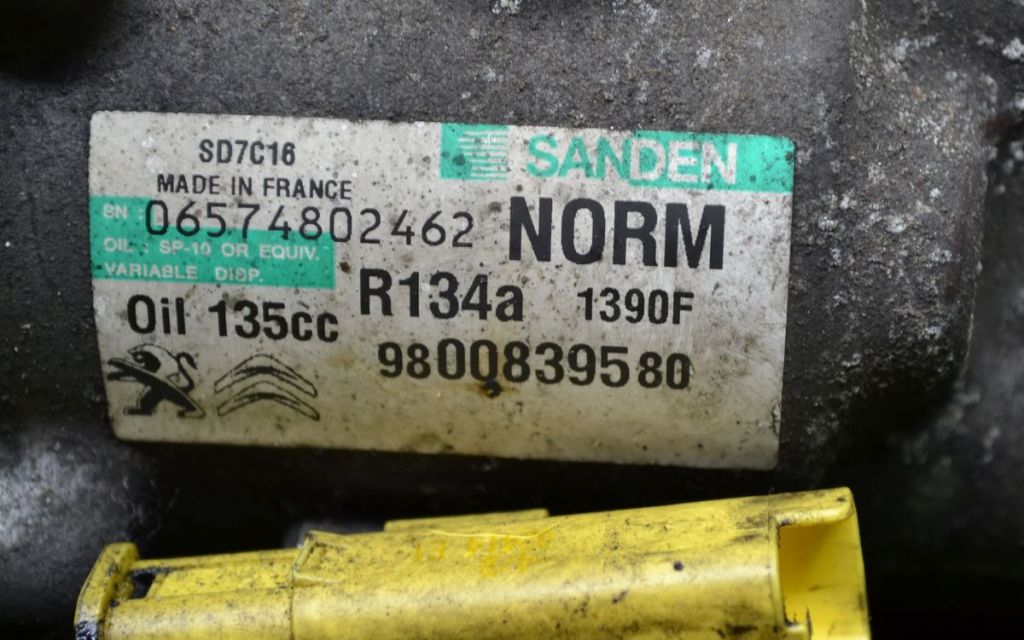 SANDEN
SD7C16
MADE IN FRANCE
SN : 06574802462
NORM
OIL : SP-10 OR EQUIV.
VARIABLE DISP.
R134a 1390F
Oil 135cc
9800839580